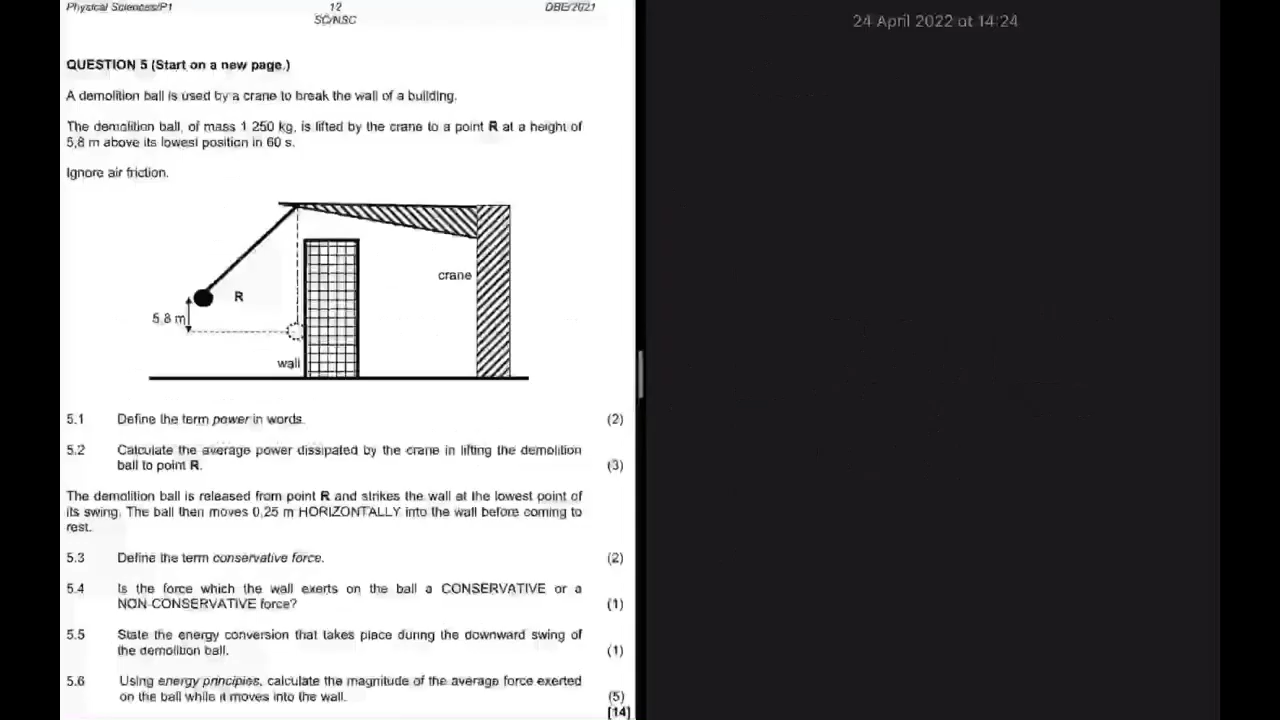 Physical Sciences/P1 12 DBE/2021
SC/NSC
24 April 2022 at 14:24
QUESTION 5 (Start on a new page.)
A demolition ball is used by a crane to break the wall of a building.
The demolition ball, of mass 1 250 kg, is lifted by the crane to a point R at a height of
5,8 m above its lowest position in 60 s.
Ignore air friction.
crane
R
5,8 m
wall
5.1 Define the term power in words. (2)
5.2 Calculate the average power dissipated by the crane in lifting the demolition
ball to point R. (3)
The demolition ball is released from point R and strikes the wall at the lowest point of
its swing. The ball then moves 0,25 m HORIZONTALLY into the wall before coming to
rest.
5.3 Define the term conservative force. (2)
5.4 Is the force which the wall exerts on the ball a CONSERVATIVE or a
NON-CONSERVATIVE force? (1)
5.5 State the energy conversion that takes place during the downward swing of
the demolition ball. (1)
5.6 Using energy principles, calculate the magnitude of the average force exerted
on the ball while it moves into the wall. (5)
[14]